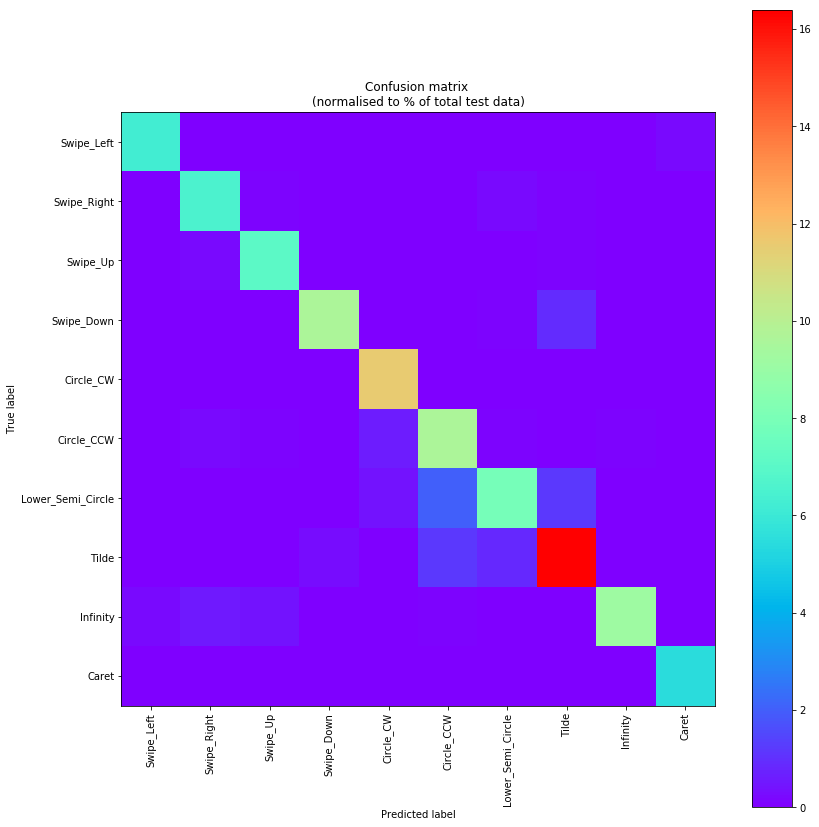 Confusion matrix
(normalised to % of total test data)
True label
Swipe_Left
Swipe_Right
Swipe_Up
Swipe_Down
Circle_CW
Circle_CCW
Lower_Semi_Circle
Tilde
Infinity
Caret
Swipe_Left
Swipe_Right
Swipe_Up
Swipe_Down
Circle_CW
Circle_CCW
Lower_Semi_Circle
Tilde
Infinity
Caret
Predicted label
16
14
12
10
8
6
4
2
0